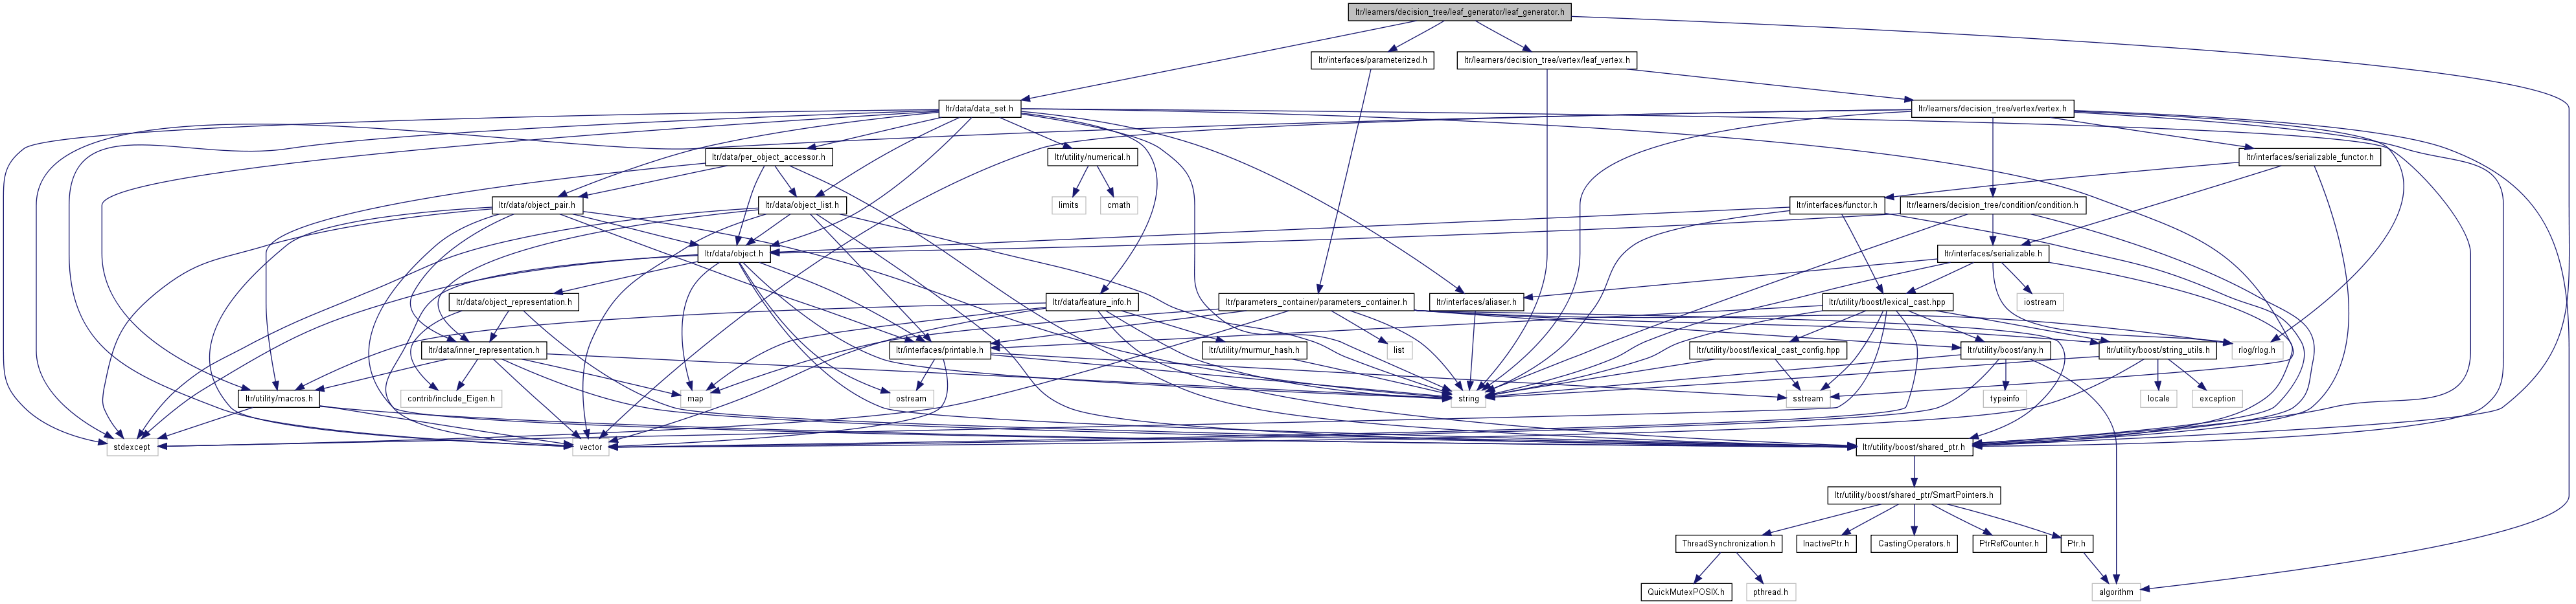 ltr/learners/decision_tree/leaf_generator/leaf_generator.h
ltr/interfaces/parameterized.h
ltr/learners/decision_tree/vertex/leaf_vertex.h
ltr/data/data_set.h
ltr/learners/decision_tree/vertex/vertex.h
ltr/data/per_object_accessor.h
ltr/utility/numerical.h
ltr/interfaces/serializable_functor.h
ltr/data/object_pair.h
ltr/data/object_list.h
limits
cmath
ltr/interfaces/functor.h
ltr/learners/decision_tree/condition/condition.h
ltr/data/object.h
ltr/interfaces/serializable.h
ltr/data/object_representation.h
ltr/data/feature_info.h
ltr/parameters_container/parameters_container.h
ltr/interfaces/aliaser.h
ltr/utility/boost/lexical_cast.hpp
iostream
ltr/data/inner_representation.h
ltr/interfaces/printable.h
ltr/utility/murmur_hash.h
list
ltr/utility/boost/lexical_cast_config.hpp
ltr/utility/boost/any.h
ltr/utility/boost/string_utils.h
rlog/rlog.h
ltr/utility/macros.h
contrib/include_Eigen.h
map
ostream
string
sstream
typeinfo
locale
exception
stdexcept
vector
ltr/utility/boost/shared_ptr.h
ltr/utility/boost/shared_ptr/SmartPointers.h
ThreadSynchronization.h
InactivePtr.h
CastingOperators.h
PtrRefCounter.h
Ptr.h
QuickMutexPOSIX.h
pthread.h
algorithm